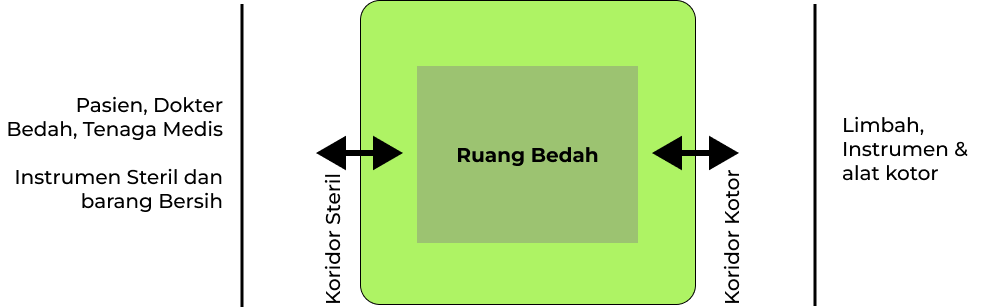 Pasien, Dokter
Bedah, Tenaga Medis
Instrumen Steril dan
barang Bersih
Koridor Steril
Ruang Bedah
Koridor Kotor
Limbah,
Instrumen &
alat kotor